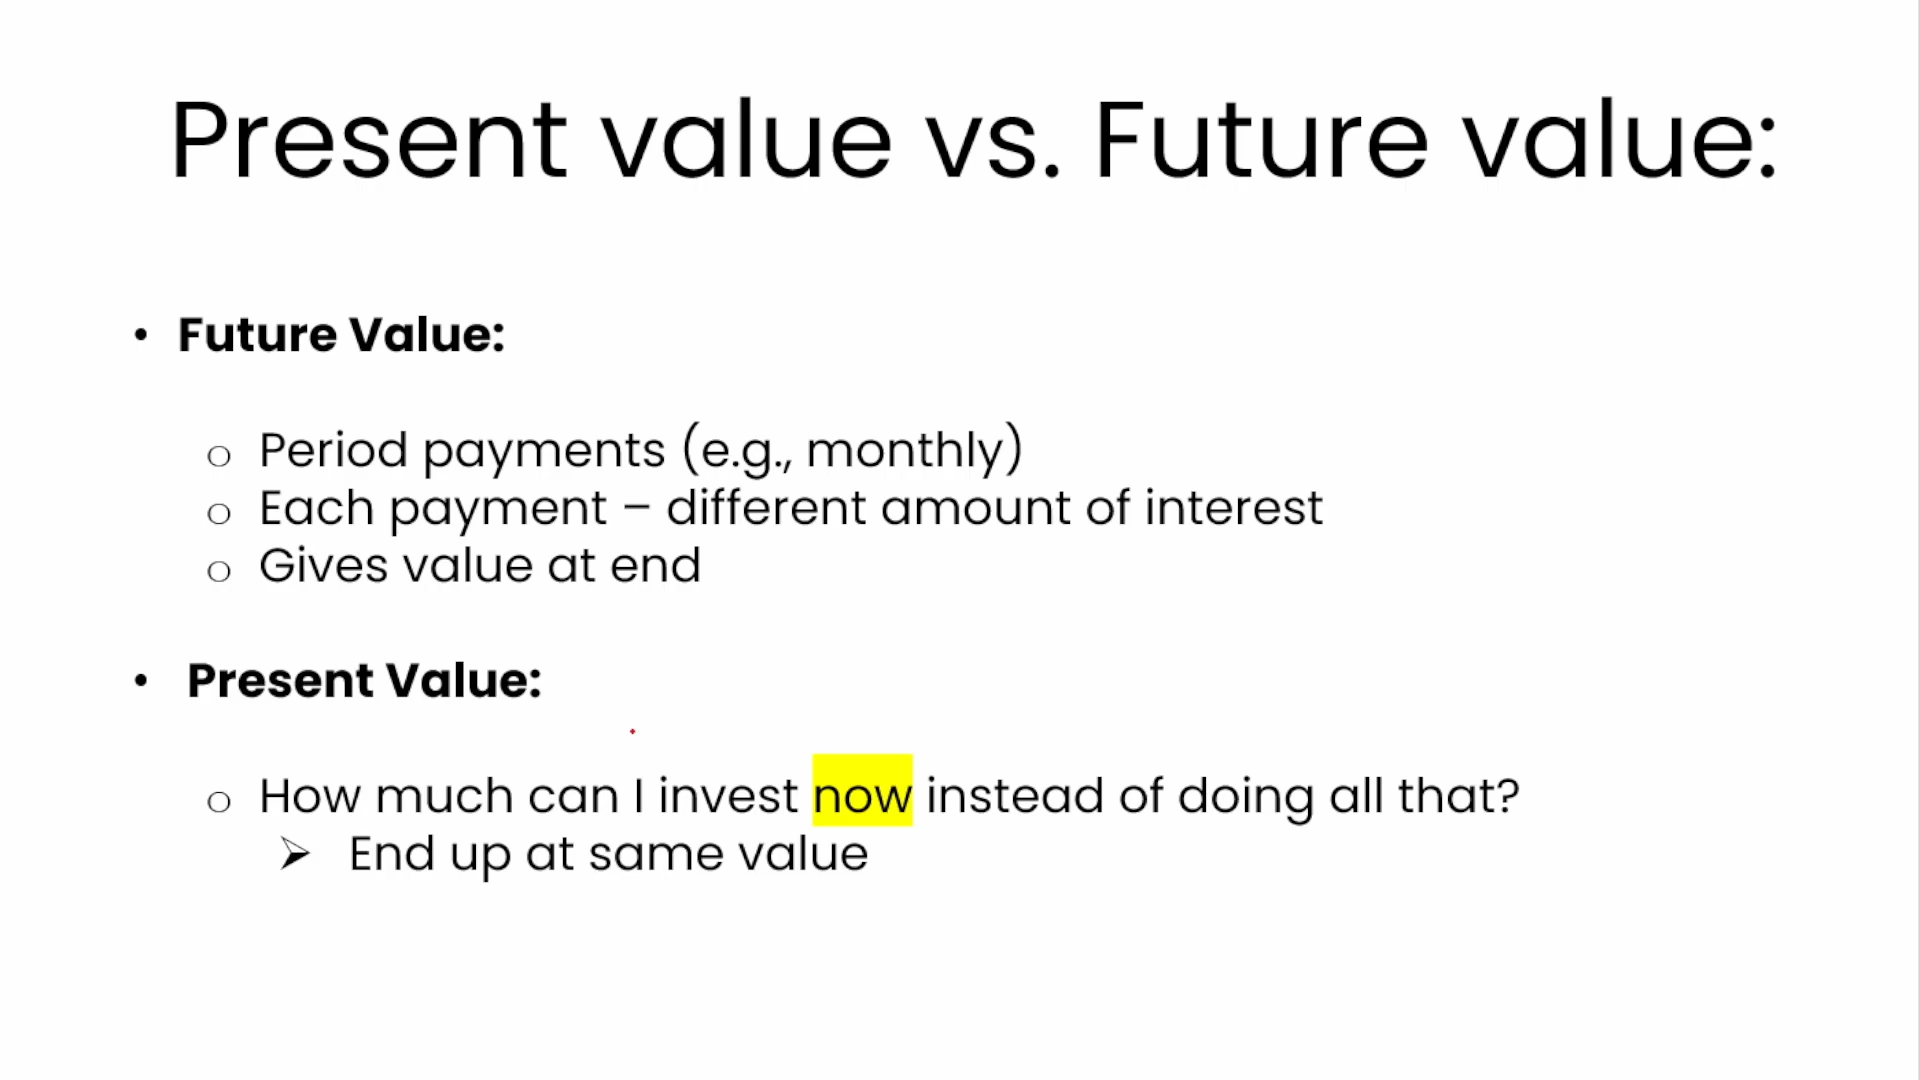 Present value vs. Future value:
• Future Value:
o Period payments (e.g., monthly)
o Each payment – different amount of interest
o Gives value at end
• Present Value:
o How much can I invest now instead of doing all that?
➢ End up at same value